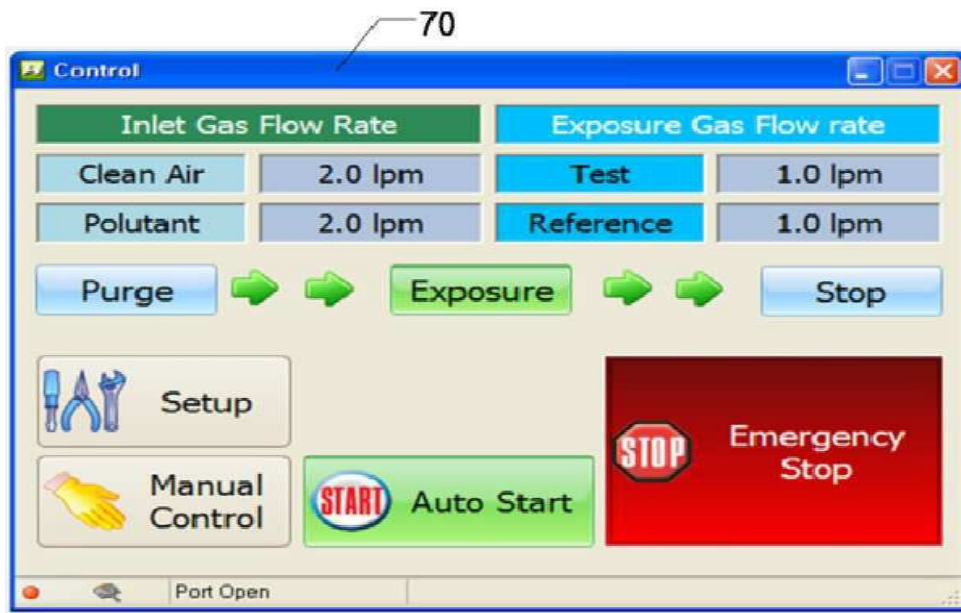 70
Control
Inlet Gas Flow Rate
Exposure Gas Flow rate
Clean Air 2.0 lpm Test 1.0 lpm
Polutant 2.0 lpm Reference 1.0 lpm
Purge Exposure Stop
Setup
Manual
Control
START Auto Start
STOP
Emergency
Stop
Port Open